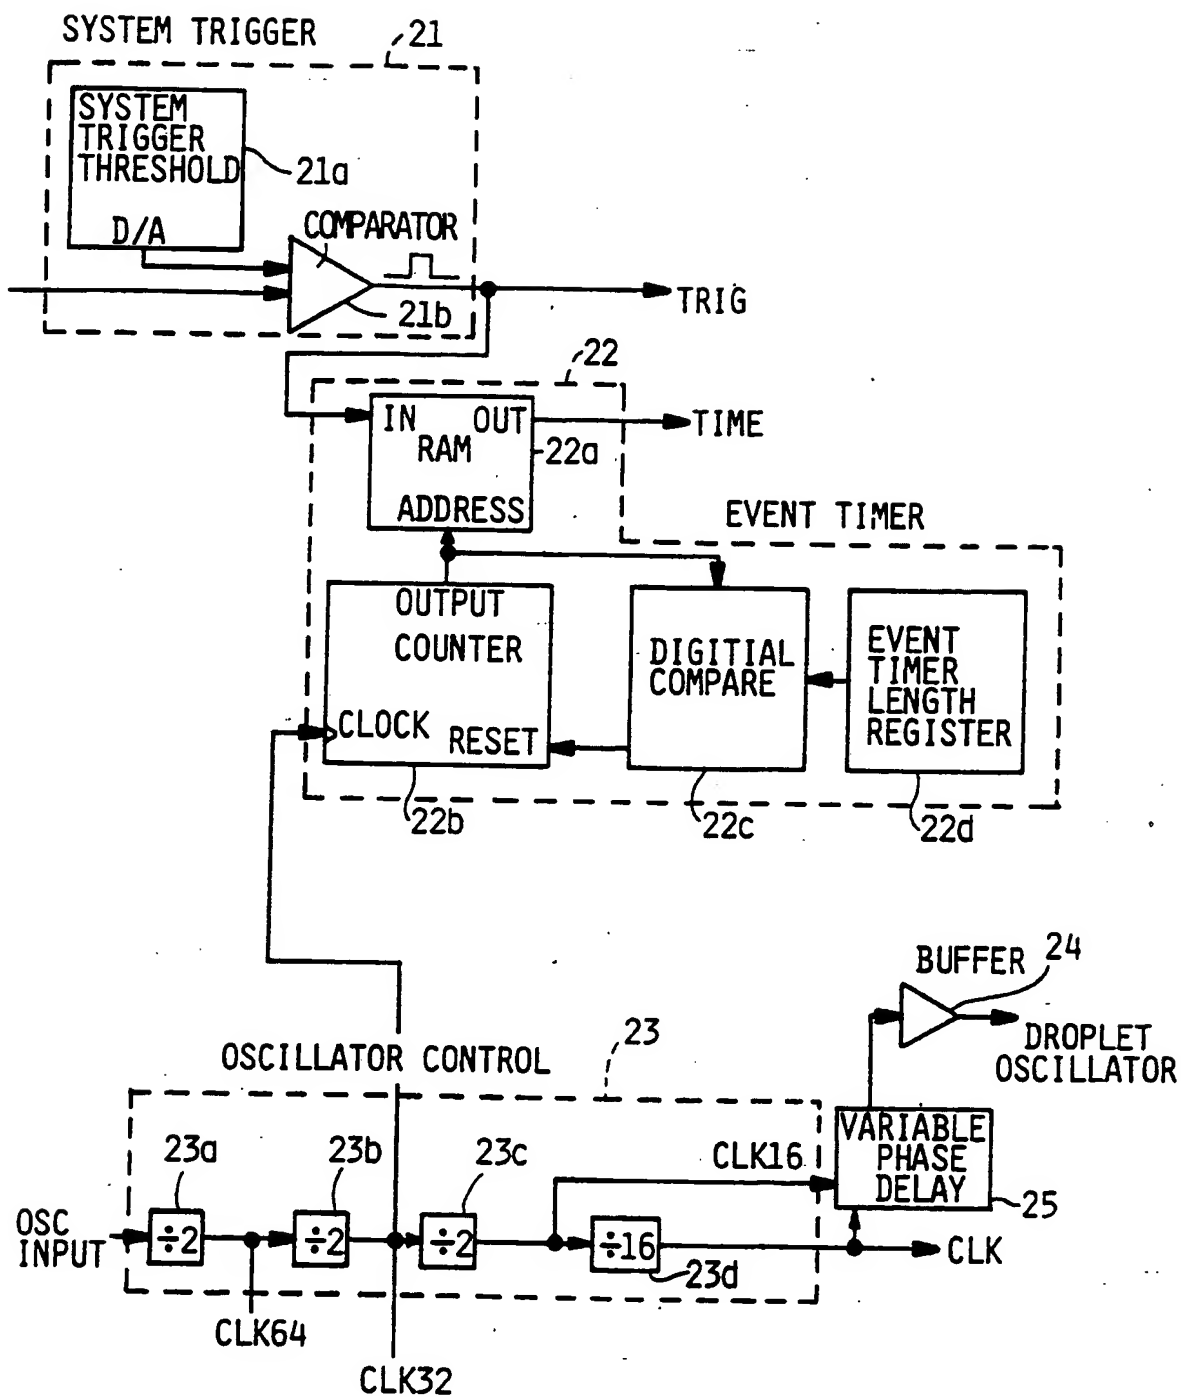 SYSTEM TRIGGER
21
SYSTEM
TRIGGER
THRESHOLD
21a
D/A
COMPARATOR
21b
TRIG
22
IN OUT
TIME
RAM
22a
ADDRESS
EVENT TIMER
OUTPUT
COUNTER
CLOCK
RESET
DIGITIAL
COMPARE
EVENT
TIMER
LENGTH
REGISTER
22b
22c
22d
BUFFER
24
DROPLET
OSCILLATOR
OSCILLATOR CONTROL
23
VARIABLE
PHASE
DELAY
25
23a
23b
23c
CLK16
OSC
INPUT
÷2
÷2
÷2
÷16
23d
CLK
CLK64
CLK32